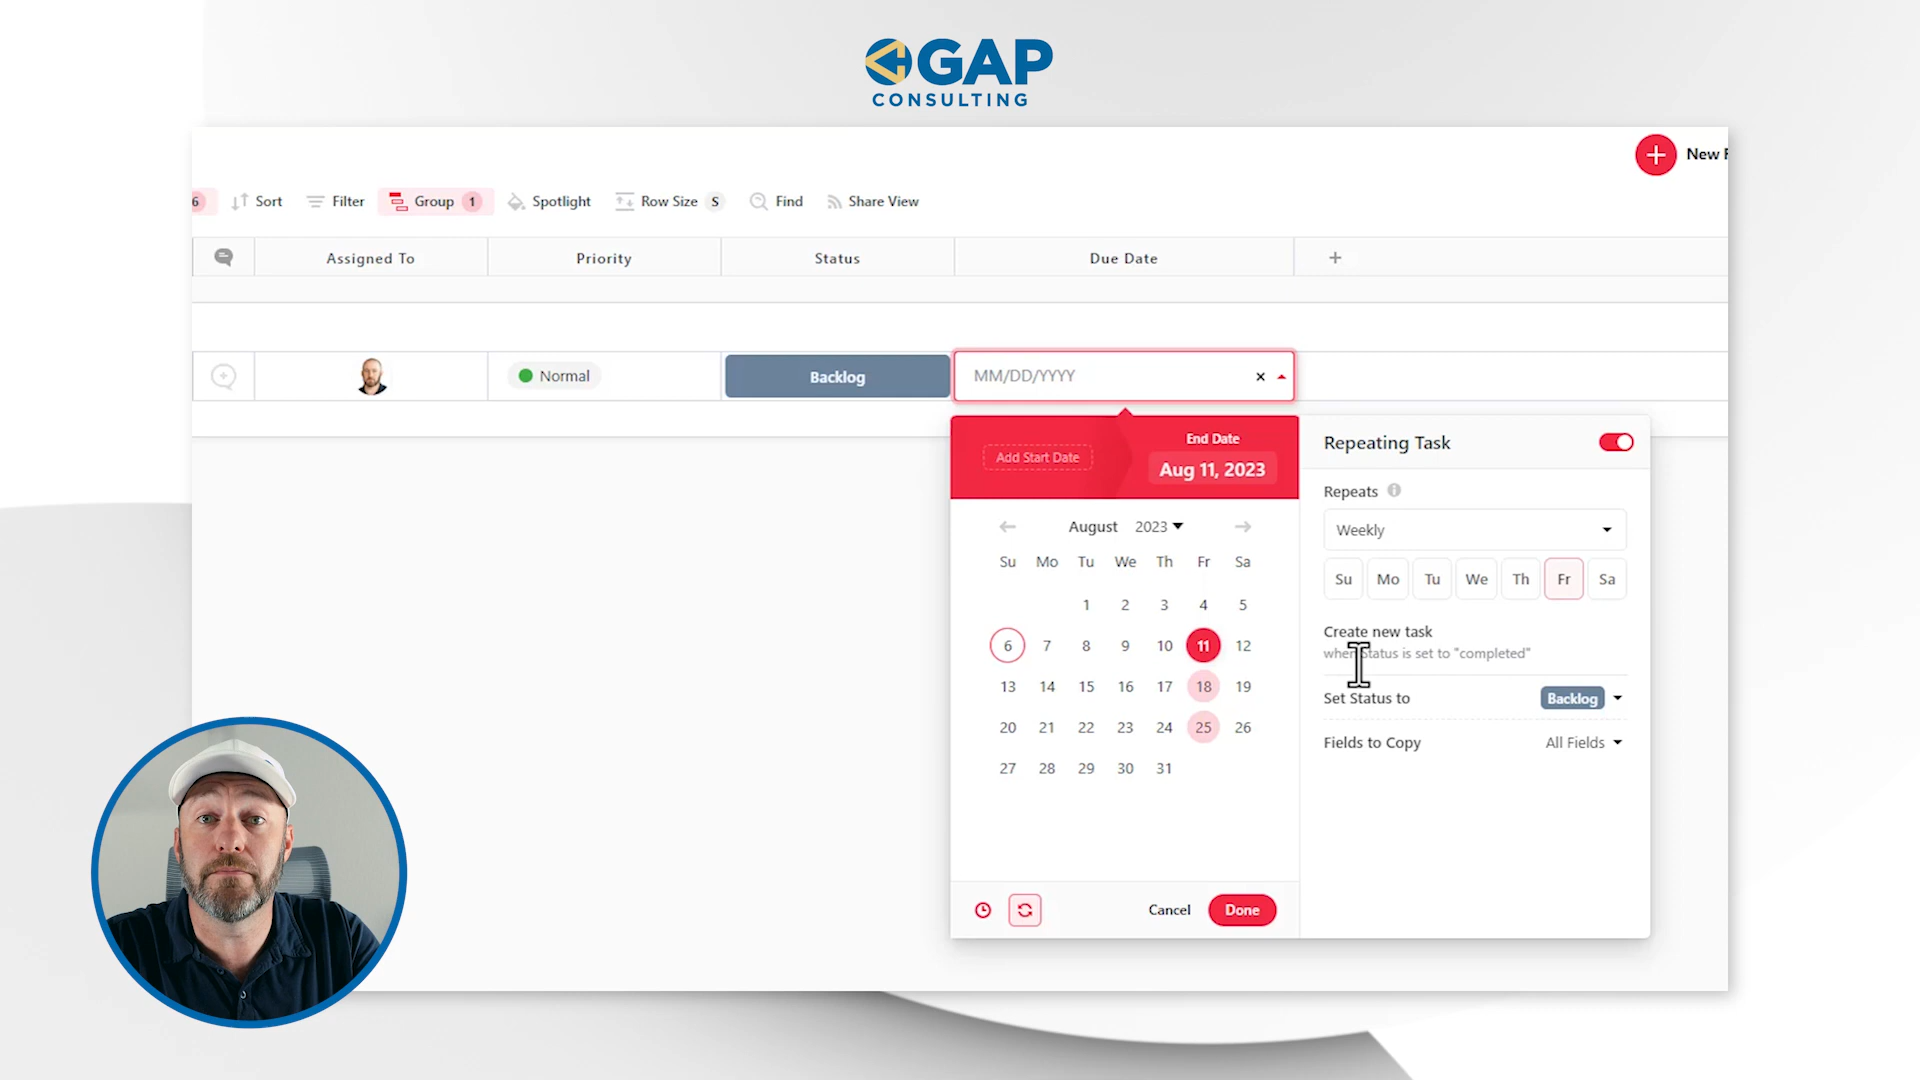 GAP
CONSULTING
New
6 Sort Filter Group 1 Spotlight Row Size S Find Share View
Assigned To Priority Status Due Date +
Normal Backlog MM/DD/YYYY ×
Add Start Date
End Date
Aug 11, 2023
August 2023
Su Mo Tu We Th Fr Sa
1 2 3 4 5
6 7 8 9 10 11 12
13 14 15 16 17 18 19
20 21 22 23 24 25 26
27 28 29 30 31
Cancel Done
Repeating Task
Repeats
Weekly
Su Mo Tu We Th Fr Sa
Create new task
when Status is set to "completed"
Set Status to Backlog
Fields to Copy All Fields